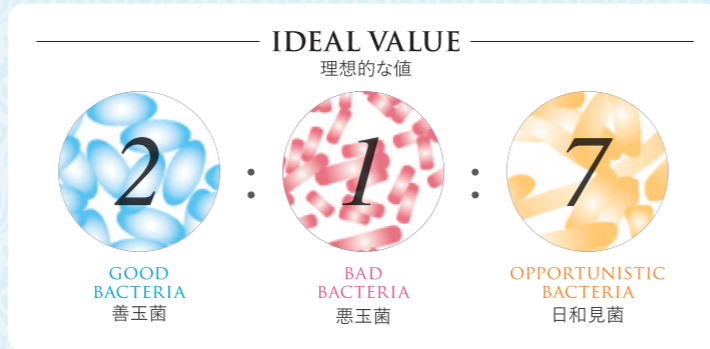 IDEAL VALUE
理想的な値
2 : 1 : 7
GOOD
BACTERIA
善玉菌
BAD
BACTERIA
悪玉菌
OPPORTUNISTIC
BACTERIA
日和見菌